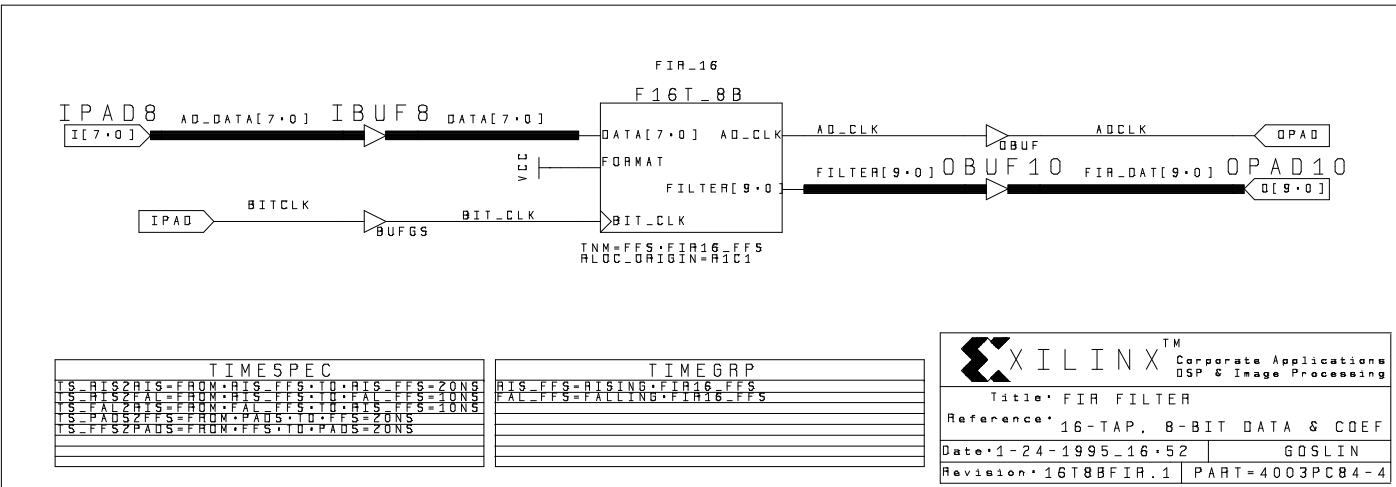 FIR_16
F16T_8B
IPAD8
I[7:0]
AD_DATA[7:0]
IBUF8
DATA[7:0]
DATA[7:0]
AD_CLK
AD_CLK
OBUF
ADCLK
OPAD
VCC
FORMAT
FILTER[9:0]
FILTER[9:0]
OBUF10
FIR_DAT[9:0]
OPAD10
O[9:0]
IPAD
BITCLK
BUFGS
BIT_CLK
BIT_CLK
TNM=FFS:FIR16_FFS
RLOC_ORIGIN=R1C1
TIMESPEC
TS_RIS2RIS=FROM:RIS_FFS:TO:RIS_FFS=20NS
TS_RIS2FAL=FROM:RIS_FFS:TO:FAL_FFS=10NS
TS_FAL2RIS=FROM:FAL_FFS:TO:RIS_FFS=10NS
TS_PADS2FFS=FROM:PADS:TO:FFS=20NS
TS_FFS2PADS=FROM:FFS:TO:PADS=20NS
TIMEGRP
RIS_FFS=RISING:FIR16_FFS
FAL_FFS=FALLING:FIR16_FFS
XILINX™
Corporate Applications
DSP & Image Processing
Title: FIR FILTER
Reference: 16-TAP, 8-BIT DATA & COEF
Date:1-24-1995_16:52
GOSLIN
Revision: 16T8BFIR.1
PART=4003PC84-4